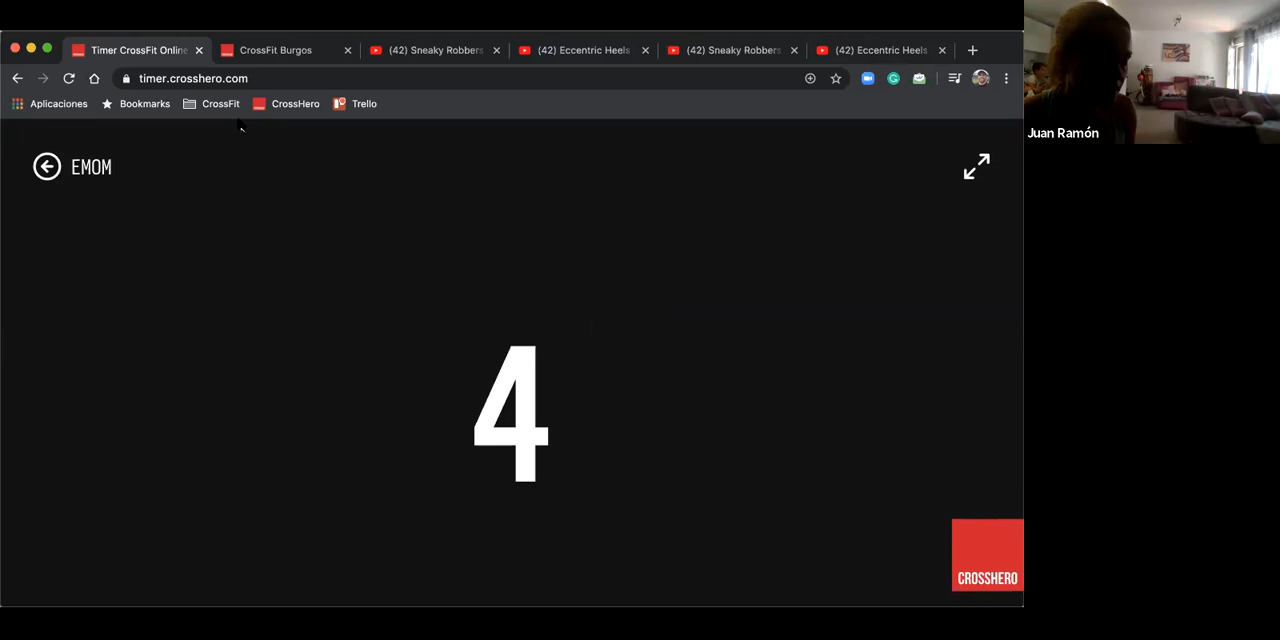 Timer CrossFit Online
CrossFit Burgos
(42) Sneaky Robbers
(42) Eccentric Heels
(42) Sneaky Robbers
(42) Eccentric Heels
timer.crosshero.com
Aplicaciones
Bookmarks
CrossFit
CrossHero
Trello
Juan Ramón
EMOM
4
CROSSHERO